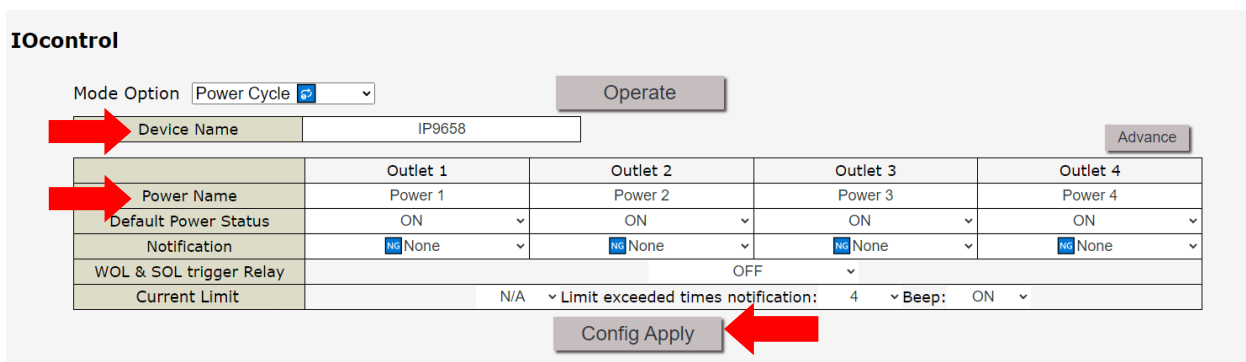 IOcontrol
Mode Option Power Cycle Operate
Device Name IP9658
Advance
Outlet 1 Outlet 2 Outlet 3 Outlet 4
Power Name Power 1 Power 2 Power 3 Power 4
Default Power Status ON ON ON ON
Notification NG None NG None NG None NG None
WOL & SOL trigger Relay OFF
Current Limit N/A Limit exceeded times notification: 4 Beep: ON
Config Apply